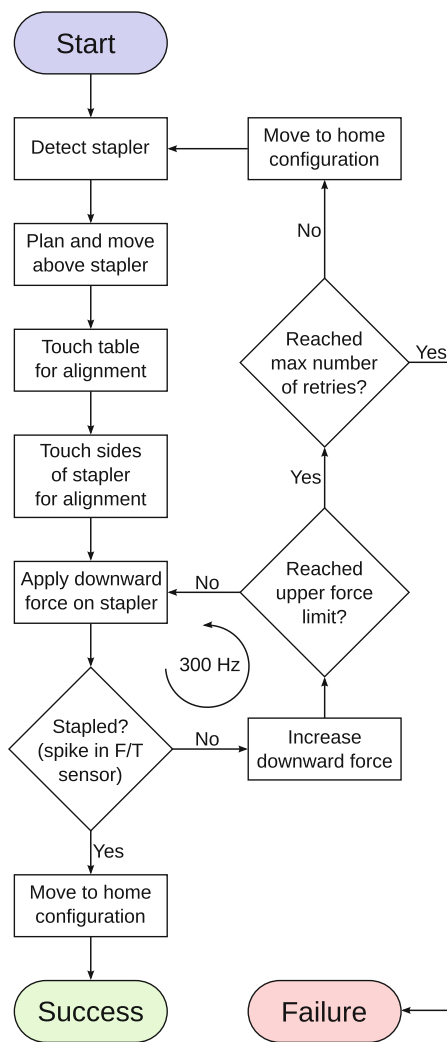 Start
Detect stapler
Move to home
configuration
Plan and move
above stapler
No
Touch table
for alignment
Reached
max number
of retries?
Yes
Touch sides
of stapler
for alignment
Yes
Apply downward
force on stapler
No
Reached
upper force
limit?
300 Hz
Stapled?
(spike in F/T
sensor)
No
Increase
downward force
Yes
Move to home
configuration
Success
Failure